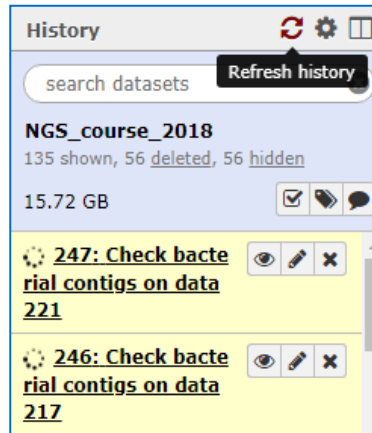 History
Refresh history
search datasets
NGS_course_2018
135 shown, 56 deleted, 56 hidden
15.72 GB
247: Check bacte
rial contigs on data
221
246: Check bacte
rial contigs on data
217